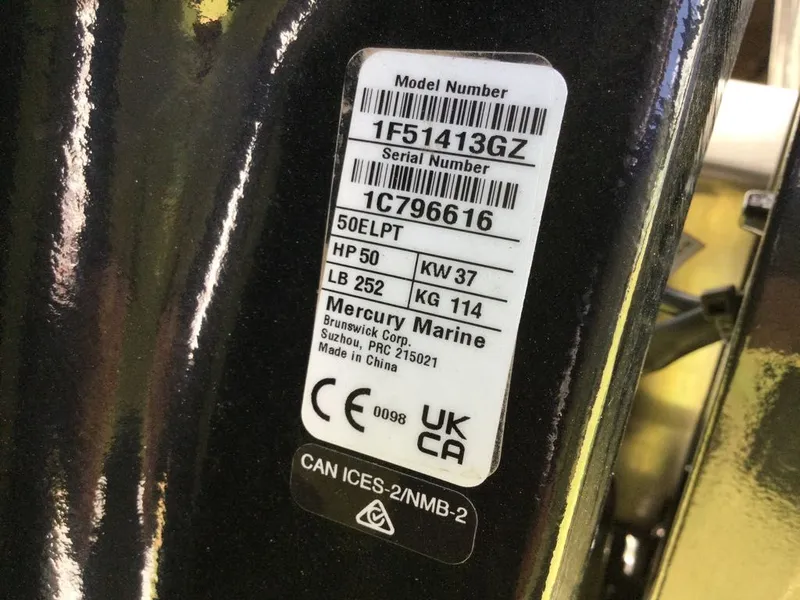 Model Number
1F51413GZ
Serial Number
1C796616
50ELPT
HP 50 KW 37
LB 252 KG 114
Mercury Marine
Brunswick Corp.
Suzhou, PRC 215021
Made in China
CE 0098 UK
CA
CAN ICES-2/NMB-2